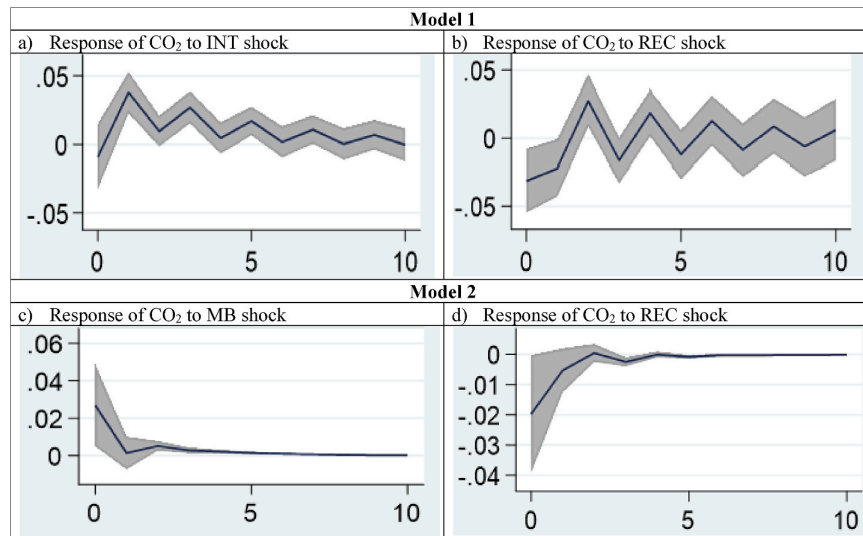 Model 1
a) Response of CO₂ to INT shock
b) Response of CO₂ to REC shock
.05
0
-.05
0 5 10
.05
0
-.05
0 5 10
Model 2
c) Response of CO₂ to MB shock
d) Response of CO₂ to REC shock
.06
.04
.02
0
0 5 10
0
-.01
-.02
-.03
-.04
0 5 10